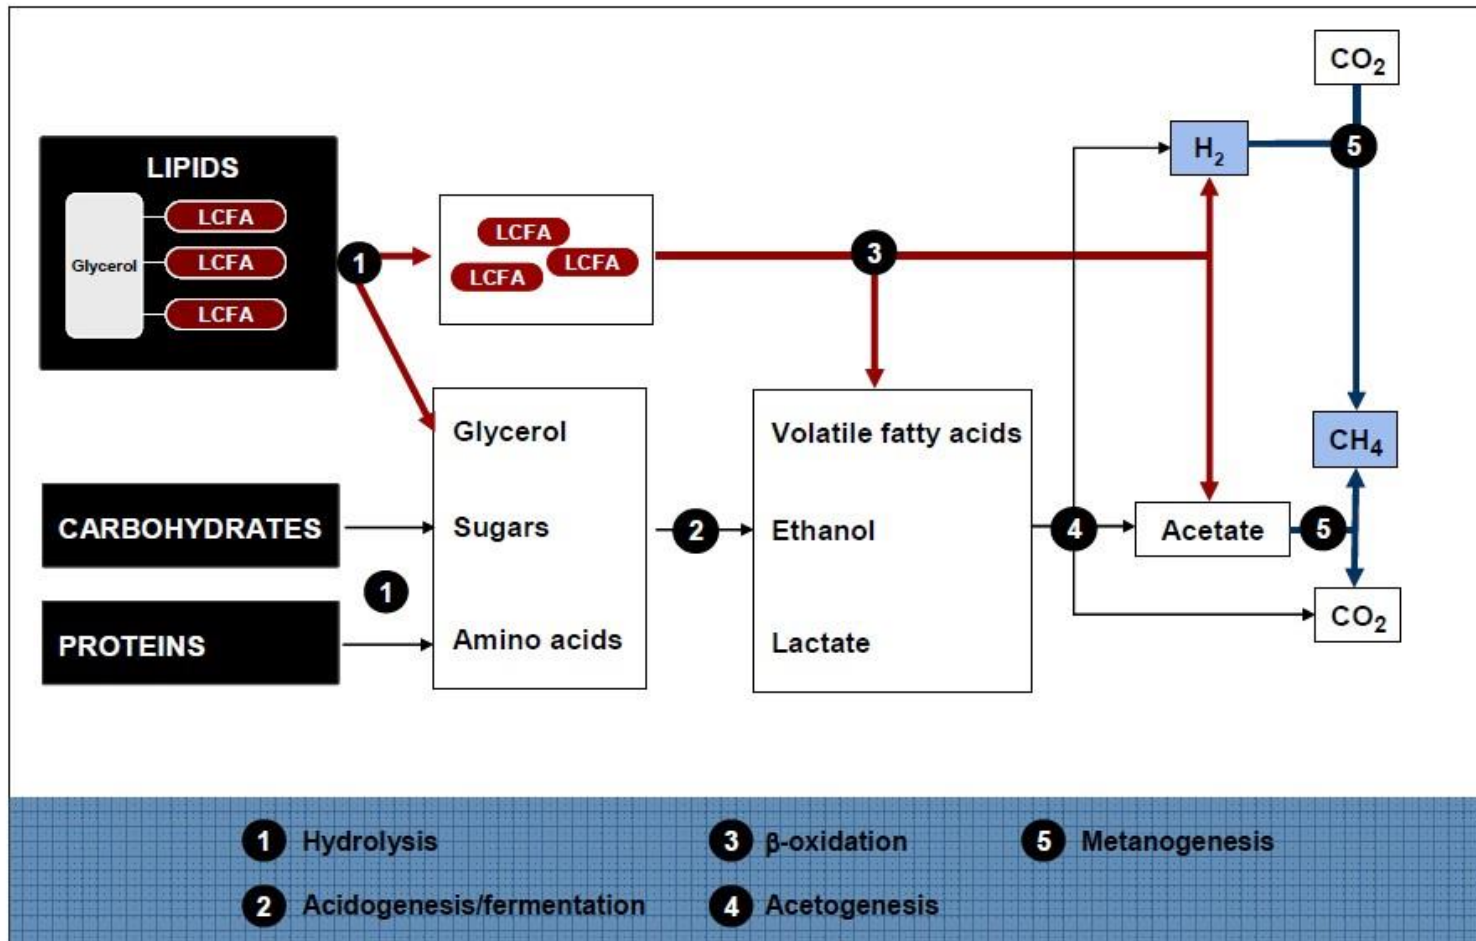 CO₂
H₂
5
LIPIDS
Glycerol
LCFA
LCFA
LCFA
1
LCFA
LCFA
LCFA
3
Glycerol
Sugars
Amino acids
Volatile fatty acids
Ethanol
Lactate
CH₄
CARBOHYDRATES
2
4
Acetate
5
1
PROTEINS
CO₂
1 Hydrolysis
3 β-oxidation
5 Metanogenesis
2 Acidogenesis/fermentation
4 Acetogenesis